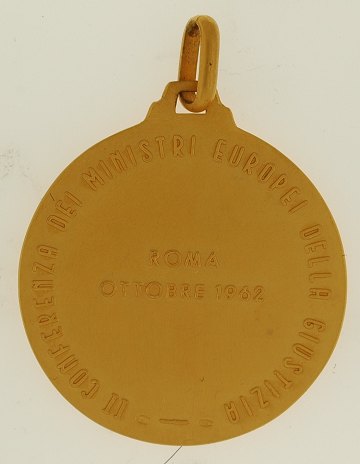 III CONFERENZA DEI MINISTRI EUROPEI DELLA GIUSTIZIA
ROMA
OTTOBRE 1962